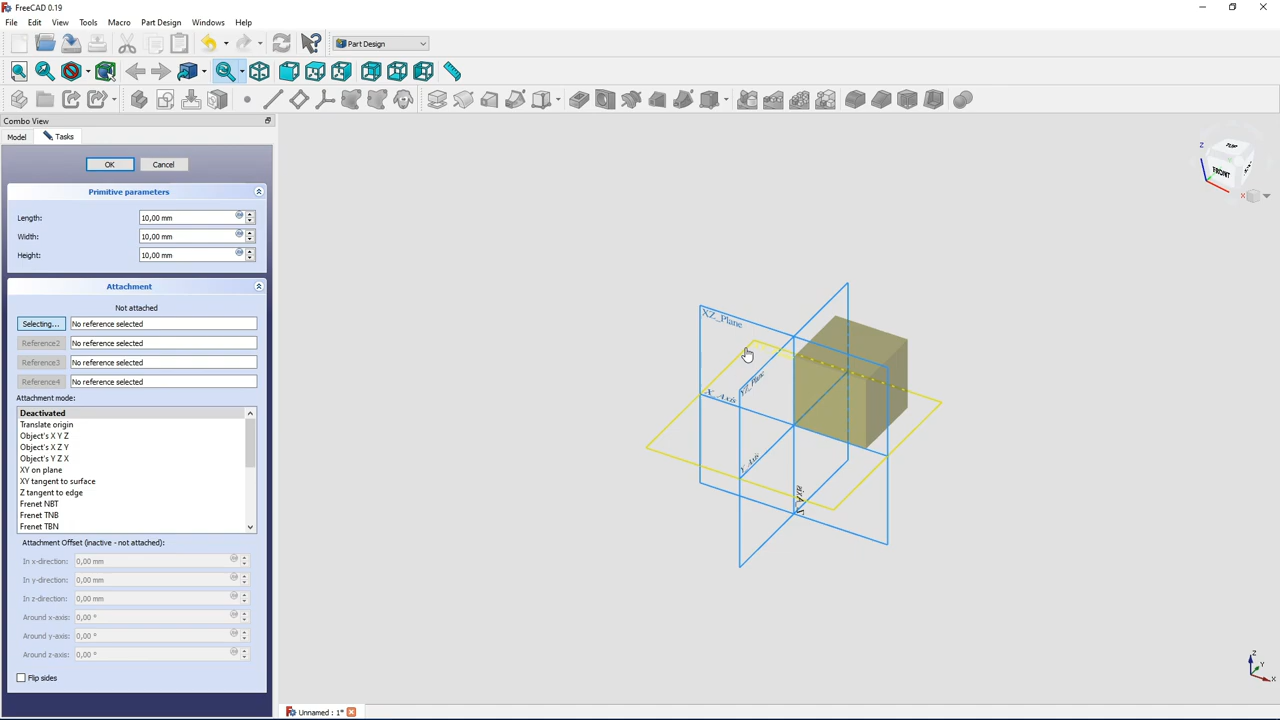 FreeCAD 0.19
File Edit View Tools Macro Part Design Windows Help
Part Design
Combo View
Model Tasks
OK Cancel
Primitive parameters
Length: 10,00 mm
Width: 10,00 mm
Height: 10,00 mm
Attachment
Not attached
Selecting... No reference selected
Reference2 No reference selected
Reference3 No reference selected
Reference4 No reference selected
Attachment mode:
Deactivated
Translate origin
Object's X Y Z
Object's X Z Y
Object's Y Z X
XY on plane
XY tangent to surface
Z tangent to edge
Frenet NBT
Frenet TNB
Frenet TBN
Attachment Offset (inactive - not attached):
In x-direction: 0,00 mm
In y-direction: 0,00 mm
In z-direction: 0,00 mm
Around x-axis: 0,00 °
Around y-axis: 0,00 °
Around z-axis: 0,00 °
Flip sides
XZ_Plane
YZ_Plane
X_Axis
Y_Axis
Z_Axis
TOP
Z
FRONT
X
Z
Y
X
Unnamed : 1*